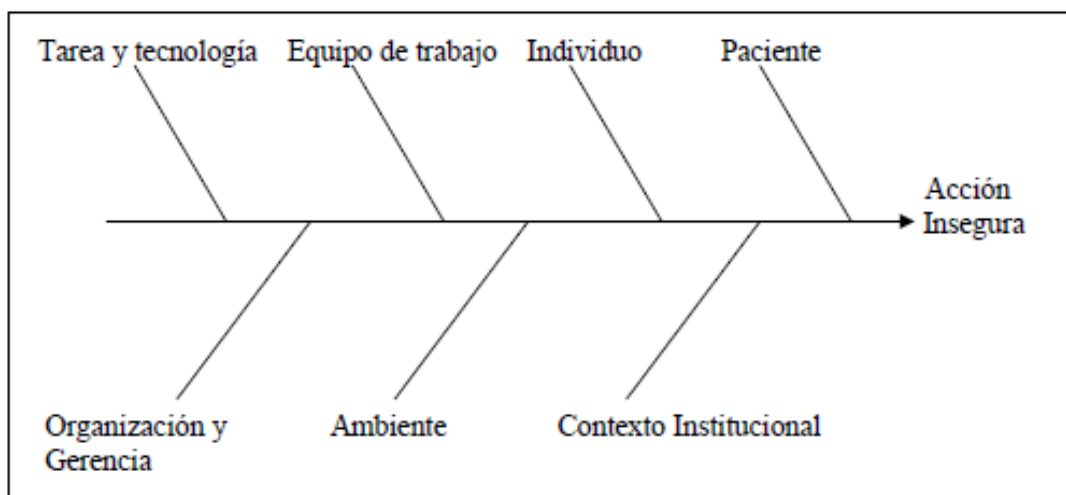 Tarea y tecnología
Equipo de trabajo
Individuo
Paciente
Acción
Insegura
Organización y
Gerencia
Ambiente
Contexto Institucional